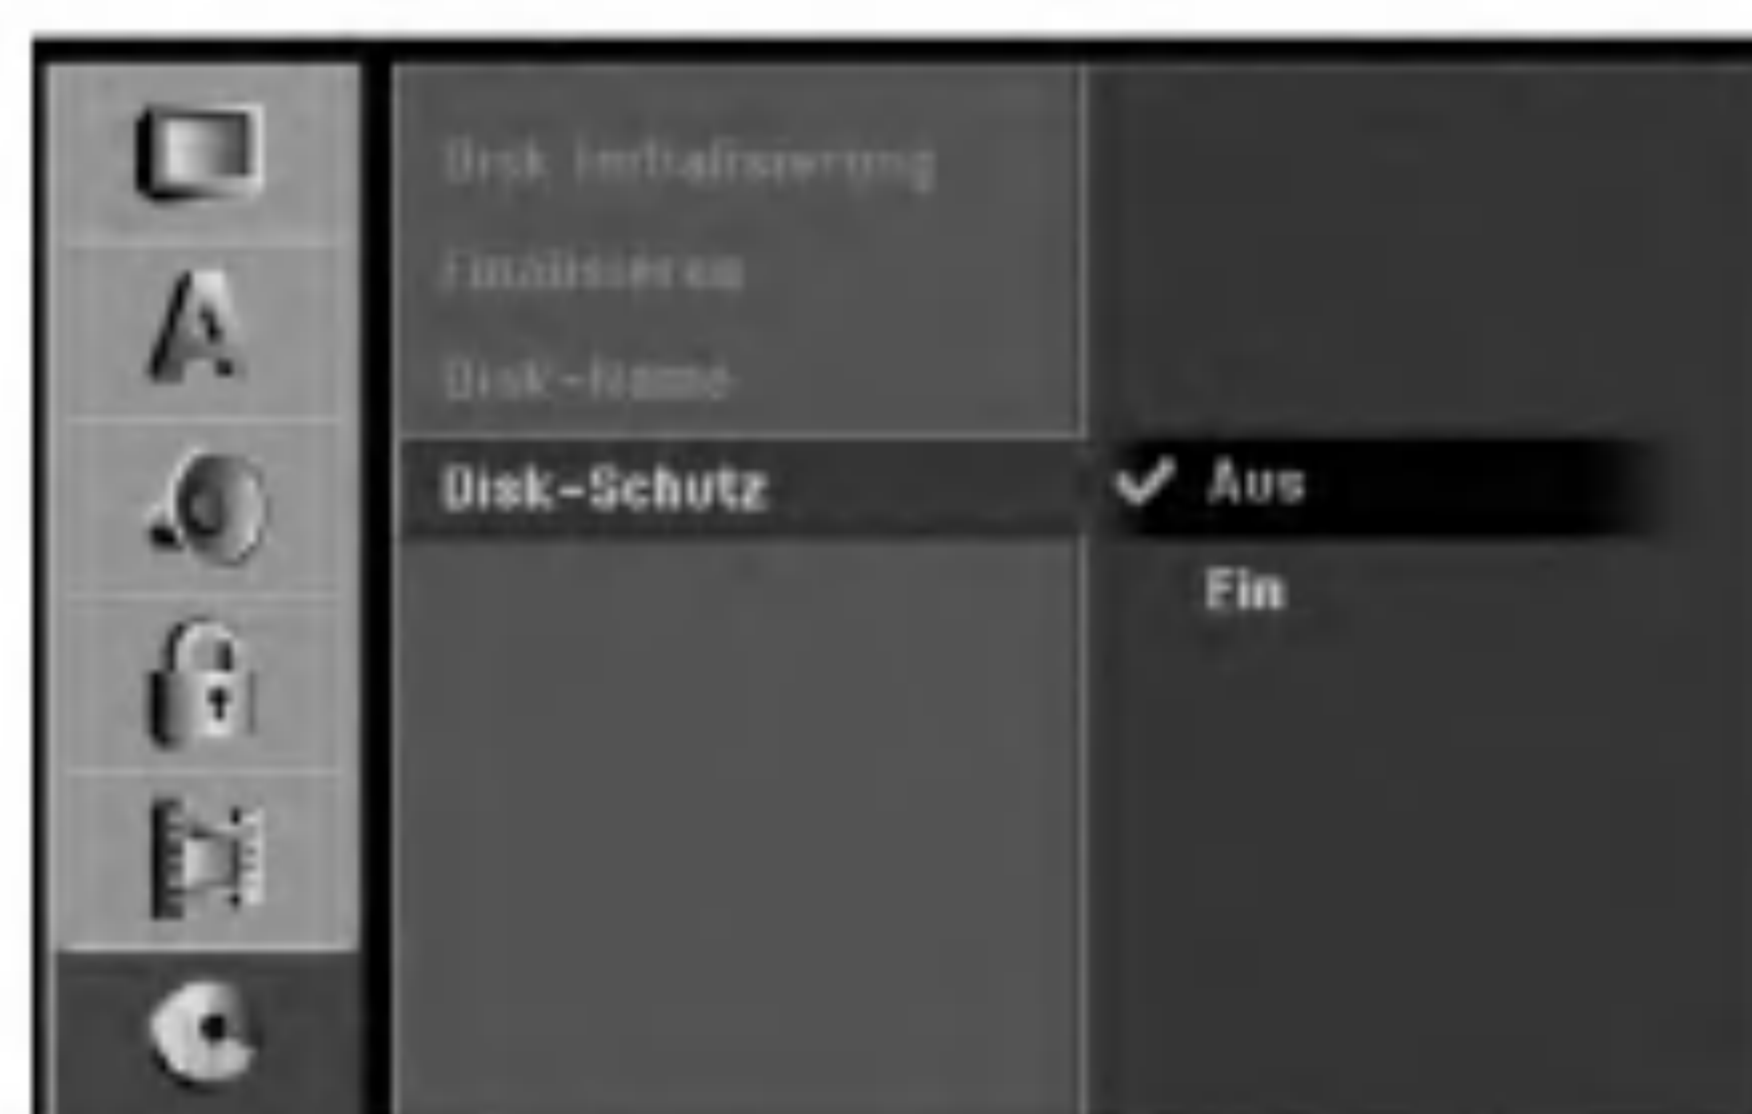 Disk Initialisierung
Finalisieren
Disk-Name
Disk-Schutz
Aus
Ein